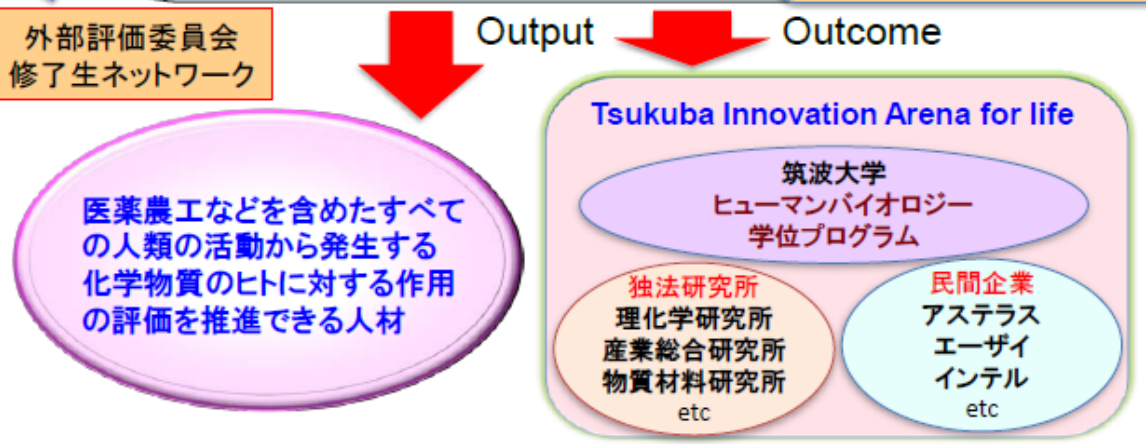 外部評価委員会
修了生ネットワーク
Output
Outcome
医薬農工などを含めたすべて
の人類の活動から発生する
化学物質のヒトに対する作用
の評価を推進できる人材
Tsukuba Innovation Arena for life
筑波大学
ヒューマンバイオロジー
学位プログラム
独法研究所
理化学研究所
産業総合研究所
物質材料研究所
etc
民間企業
アステラス
エーザイ
インテル
etc